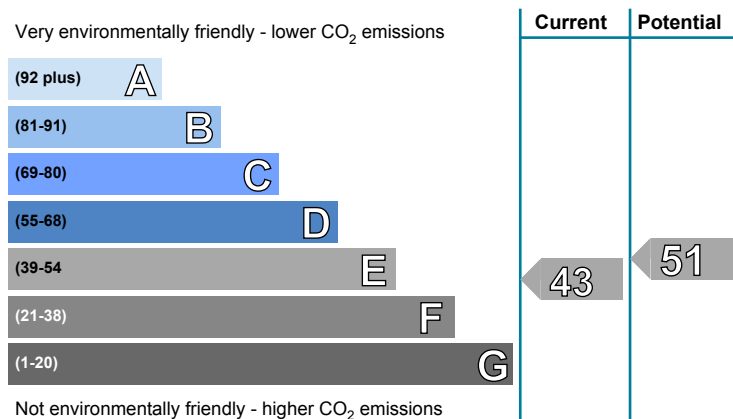 Current Potential
Very environmentally friendly - lower CO2 emissions
(92 plus) A
(81-91) B
(69-80) C
(55-68) D
(39-54 E
43 51
(21-38) F
(1-20) G
Not environmentally friendly - higher CO2 emissions